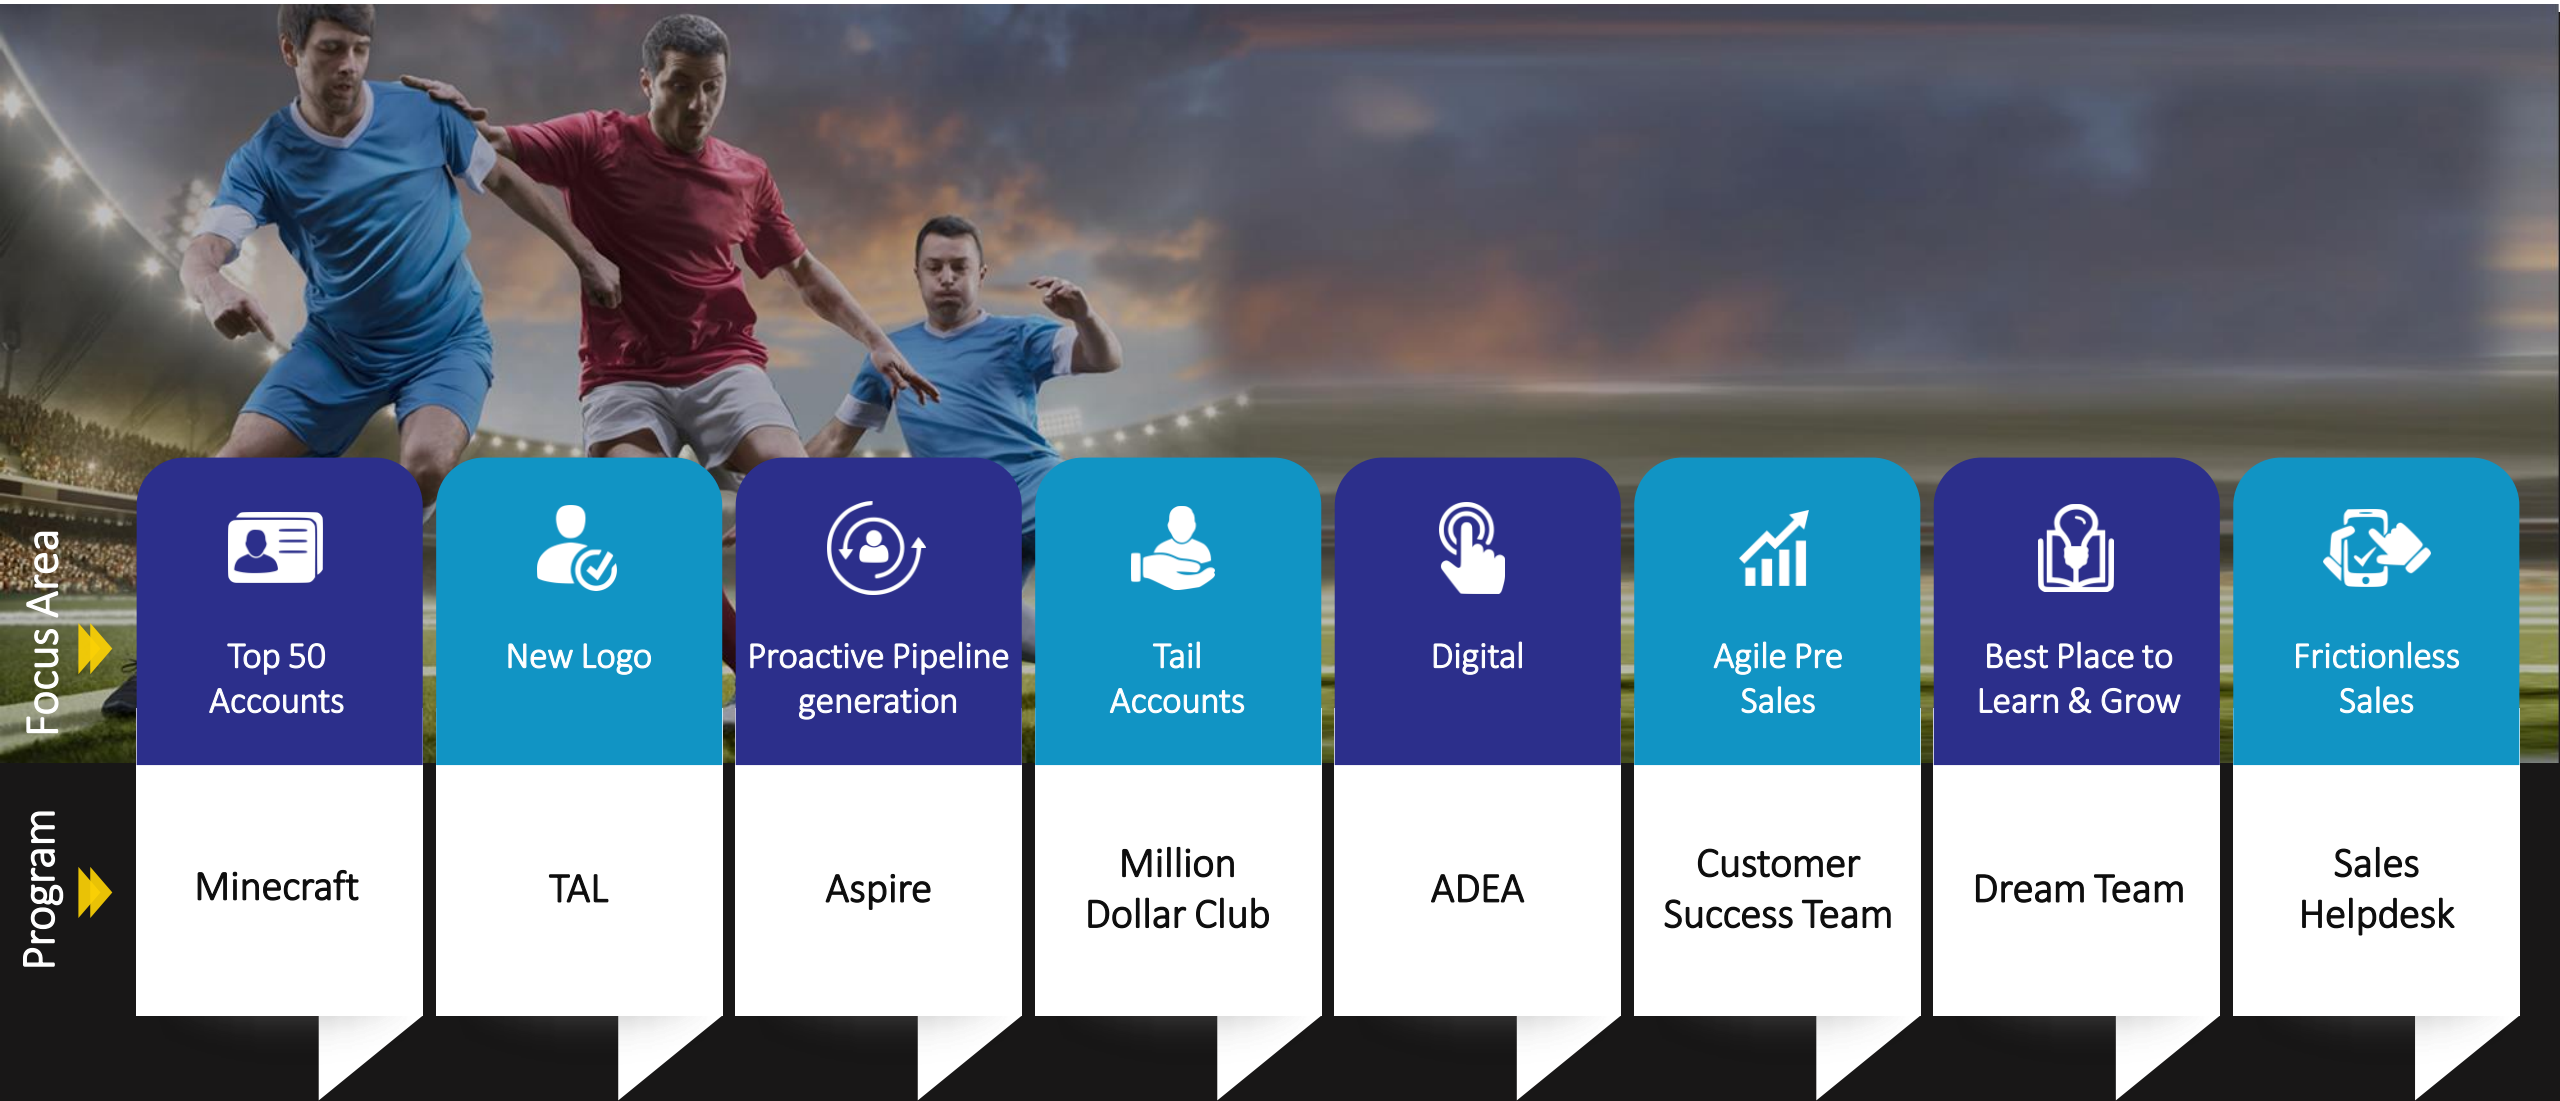 Focus Area
Top 50
Accounts
New Logo
Proactive Pipeline
generation
Tail
Accounts
Digital
Agile Pre
Sales
Best Place to
Learn & Grow
Frictionless
Sales
Program
Minecraft
TAL
Aspire
Million
Dollar Club
ADEA
Customer
Success Team
Dream Team
Sales
Helpdesk